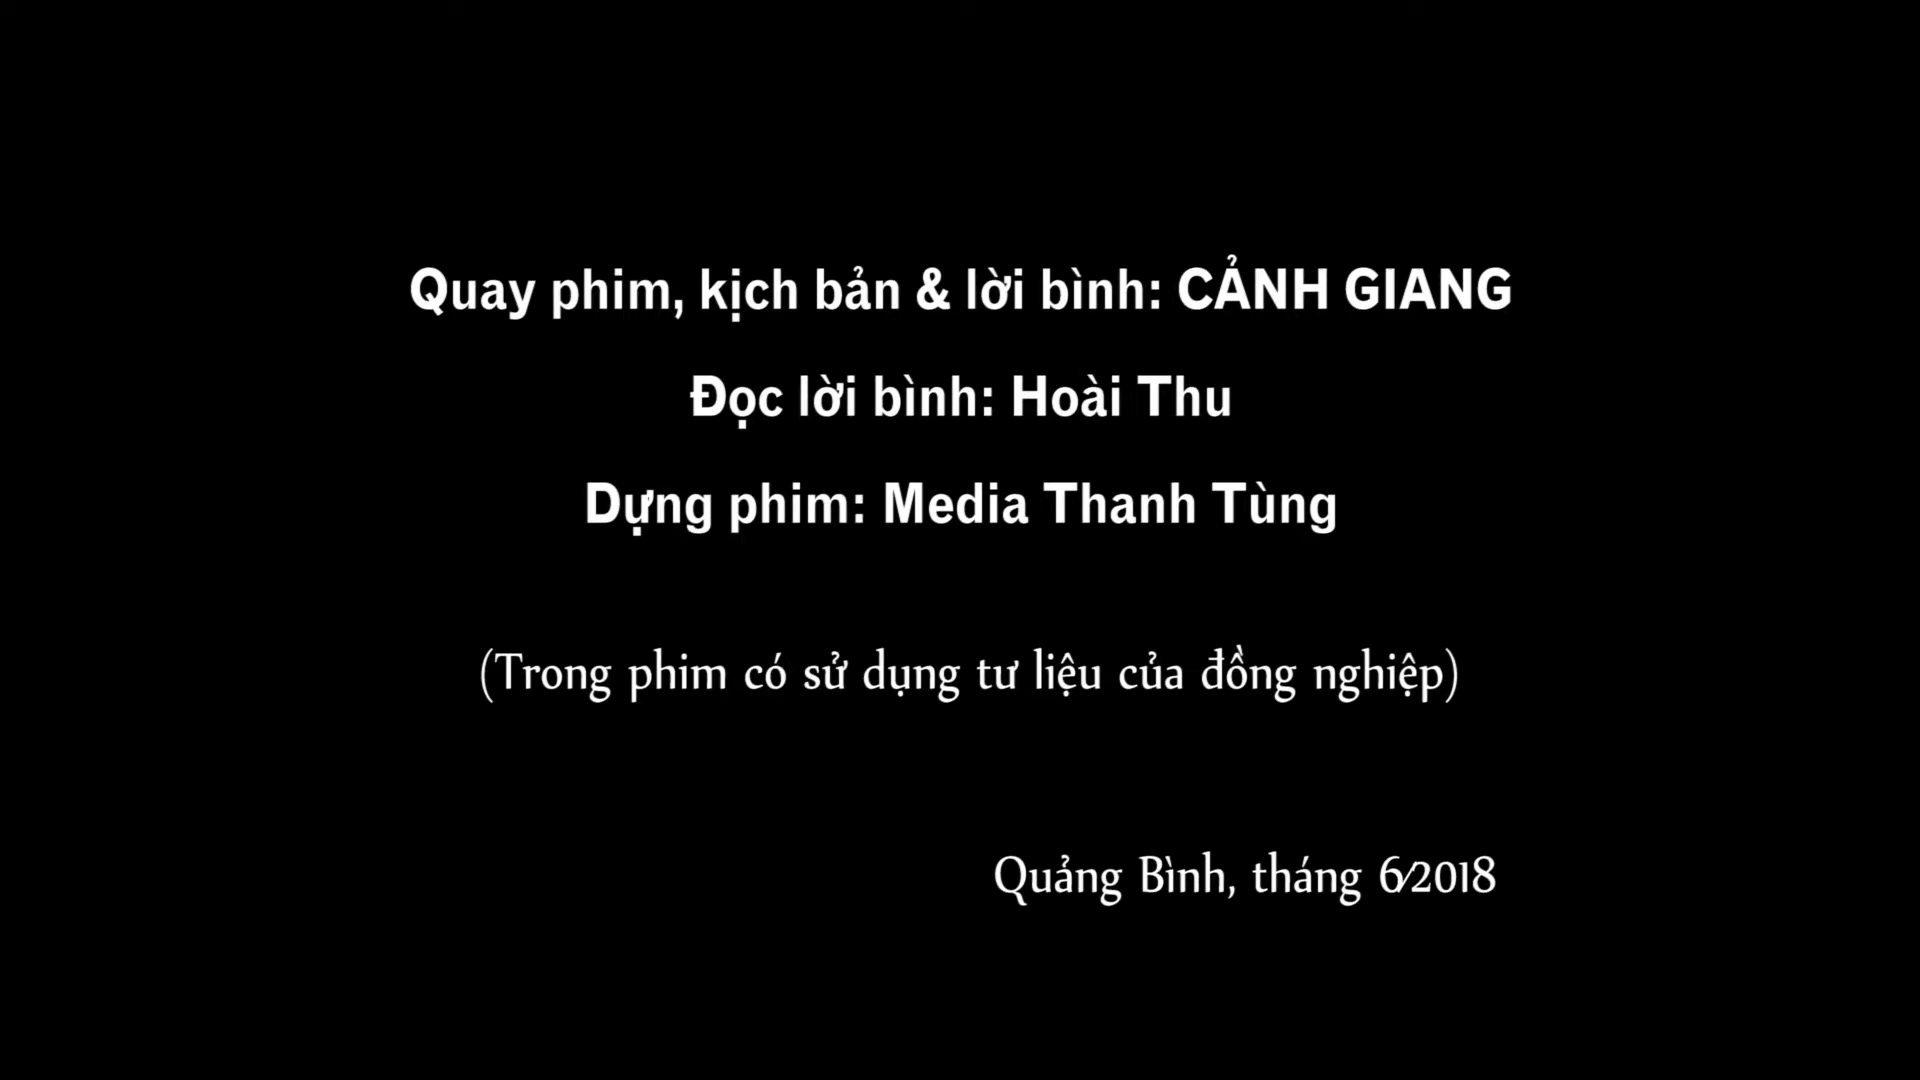 Quay phim, kịch bản & lời bình: CẢNH GIANG
Đọc lời bình: Hoài Thu
Dựng phim: Media Thanh Tùng
(Trong phim có sử dụng tư liệu của đồng nghiệp)
Quảng Bình, tháng 6/2018